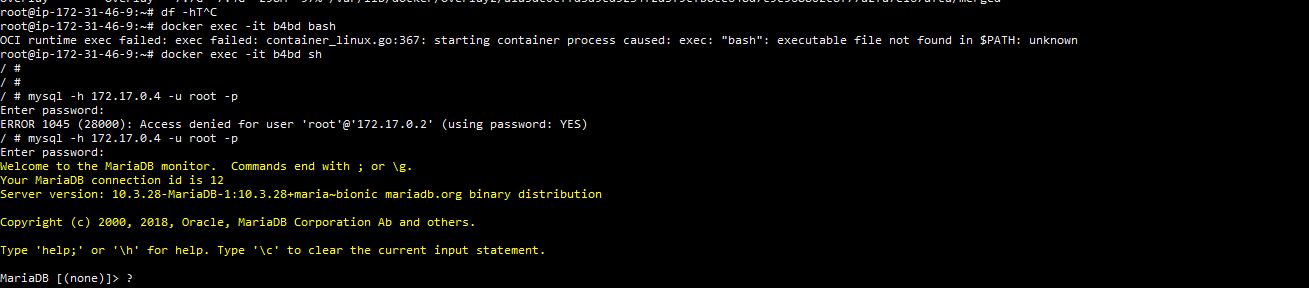 root@ip-172-31-46-9:~# df -hT^C
root@ip-172-31-46-9:~# docker exec -it b4bd bash
OCI runtime exec failed: exec failed: container_linux.go:367: starting container process caused: exec: "bash": executable file not found in $PATH: unknown
root@ip-172-31-46-9:~# docker exec -it b4bd sh
/ #
/ #
/ # mysql -h 172.17.0.4 -u root -p
Enter password:
ERROR 1045 (28000): Access denied for user 'root'@'172.17.0.2' (using password: YES)
/ # mysql -h 172.17.0.4 -u root -p
Enter password:
Welcome to the MariaDB monitor.  Commands end with ; or \g.
Your MariaDB connection id is 12
Server version: 10.3.28-MariaDB-1:10.3.28+maria~bionic mariadb.org binary distribution
Copyright (c) 2000, 2018, Oracle, MariaDB Corporation Ab and others.
Type 'help;' or '\h' for help. Type '\c' to clear the current input statement.
MariaDB [(none)]> ?